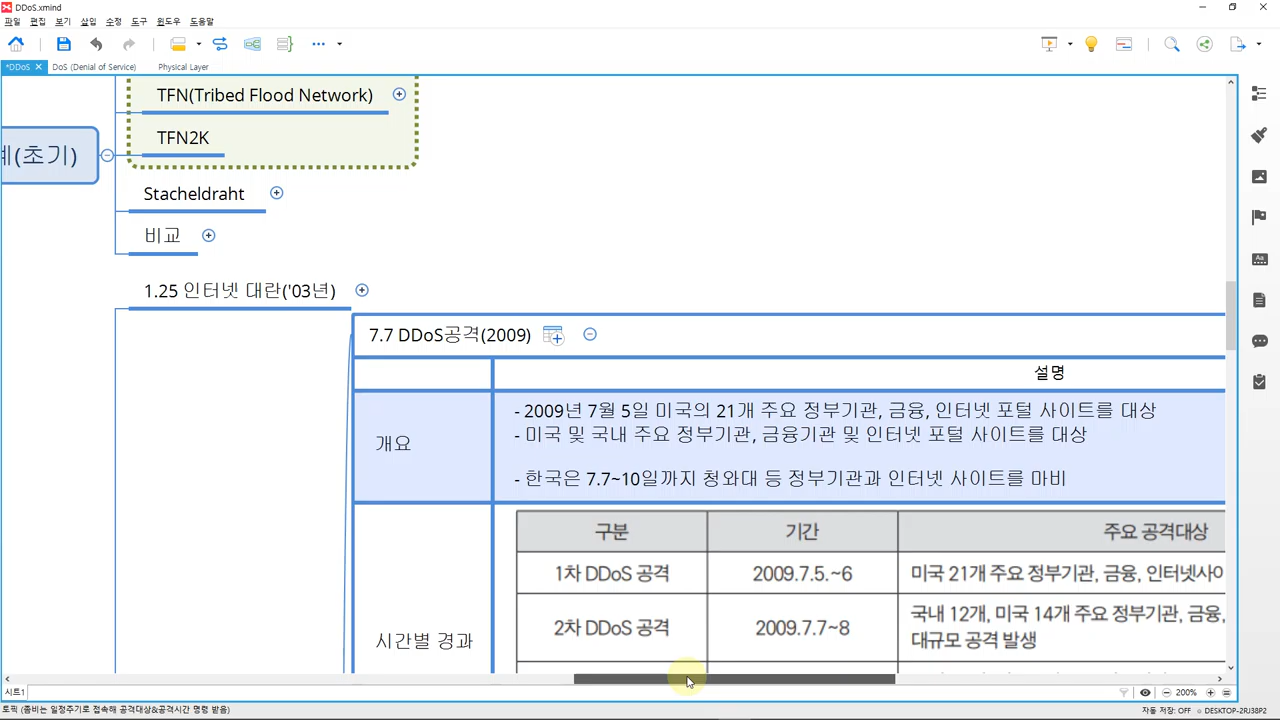 DDoS.xmind
파일 편집 보기 삽입 수정 도구 윈도우 도움말
*DDoS DoS (Denial of Service) Physical Layer
TFN(Tribed Flood Network)
TFN2K
(초기)
Stacheldraht
비교
1.25 인터넷 대란('03년)
7.7 DDoS공격(2009)
설명
개요
- 2009년 7월 5일 미국의 21개 주요 정부기관, 금융, 인터넷 포털 사이트를 대상
- 미국 및 국내 주요 정부기관, 금융기관 및 인터넷 포털 사이트를 대상
- 한국은 7.7~10일까지 청와대 등 정부기관과 인터넷 사이트를 마비
시간별 경과
구분 기간 주요 공격대상
1차 DDoS 공격 2009.7.5.~6 미국 21개 주요 정부기관, 금융, 인터넷사이
2차 DDoS 공격 2009.7.7~8 국내 12개, 미국 14개 주요 정부기관, 금융,
대규모 공격 발생
시트1
200%
토픽 (좀비는 일정주기로 접속해 공격대상&공격시간 명령 받음)
자동 저장: OFF DESKTOP-2RJ38P2